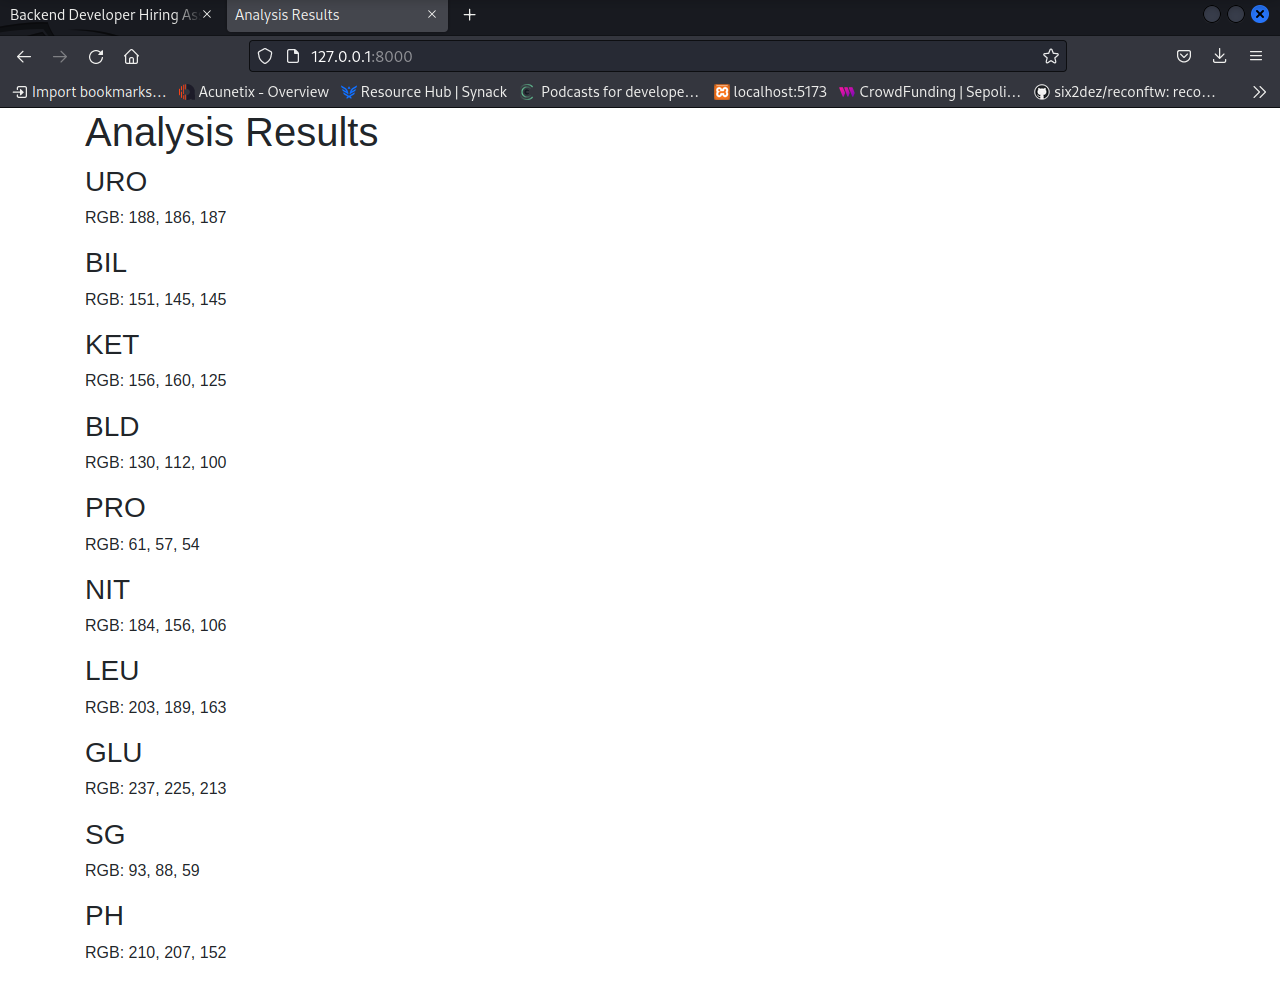 Backend Developer Hiring As
Analysis Results
127.0.0.1:8000
Import bookmarks… Acunetix - Overview Resource Hub | Synack Podcasts for develope… localhost:5173 CrowdFunding | Sepoli… six2dez/reconftw: reco…
Analysis Results
URO
RGB: 188, 186, 187
BIL
RGB: 151, 145, 145
KET
RGB: 156, 160, 125
BLD
RGB: 130, 112, 100
PRO
RGB: 61, 57, 54
NIT
RGB: 184, 156, 106
LEU
RGB: 203, 189, 163
GLU
RGB: 237, 225, 213
SG
RGB: 93, 88, 59
PH
RGB: 210, 207, 152